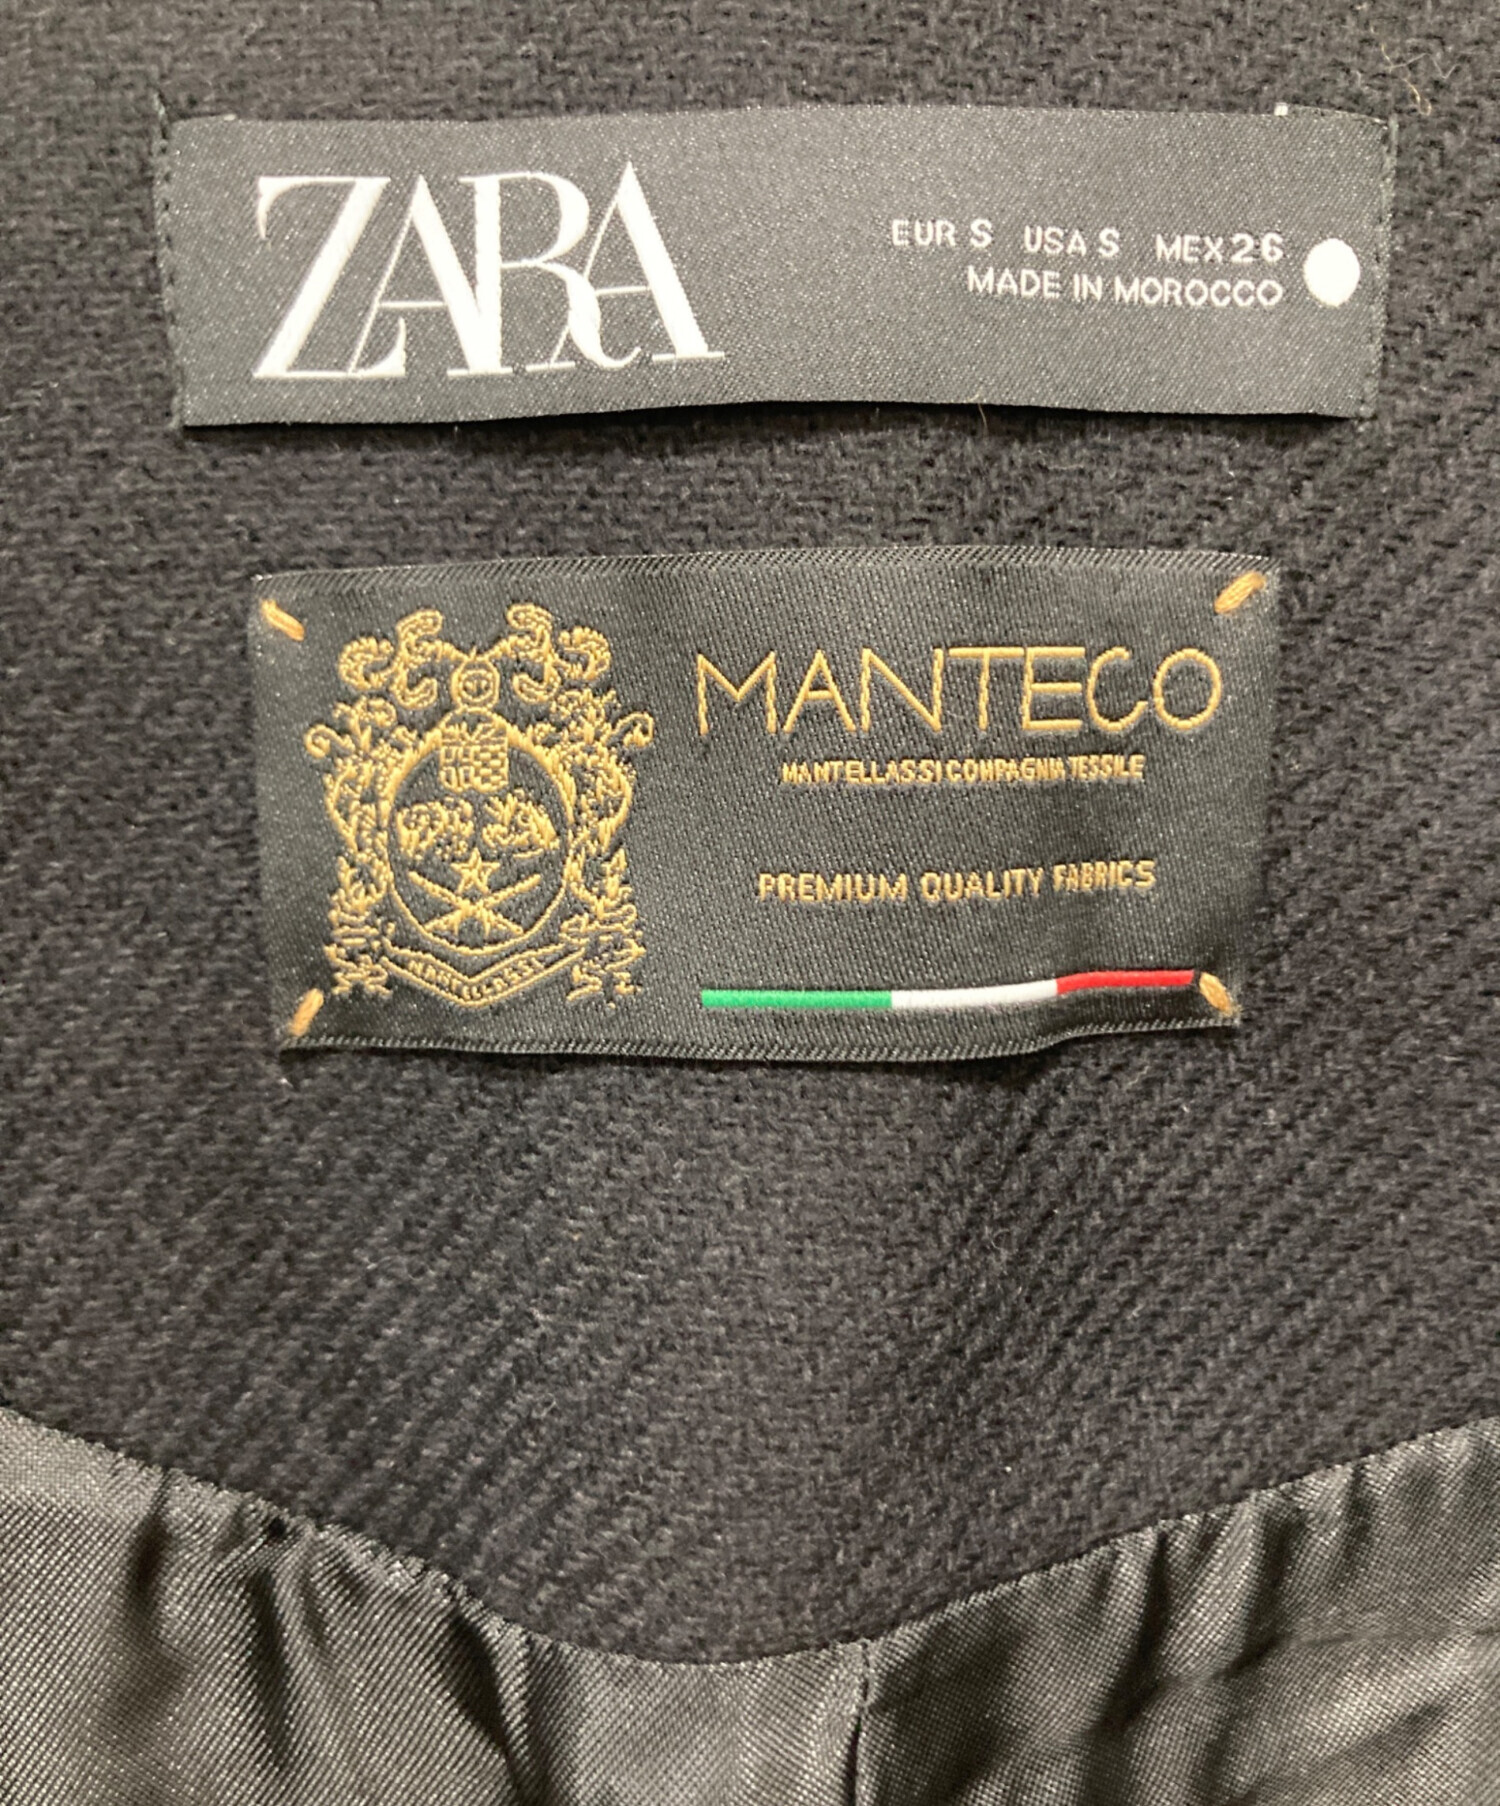 ZARA
EUR S USA S MEX 26
MADE IN MOROCCO
MANTECO
MANTELLASSI COMPAGNIA TESSILE
PREMIUM QUALITY FABRICS